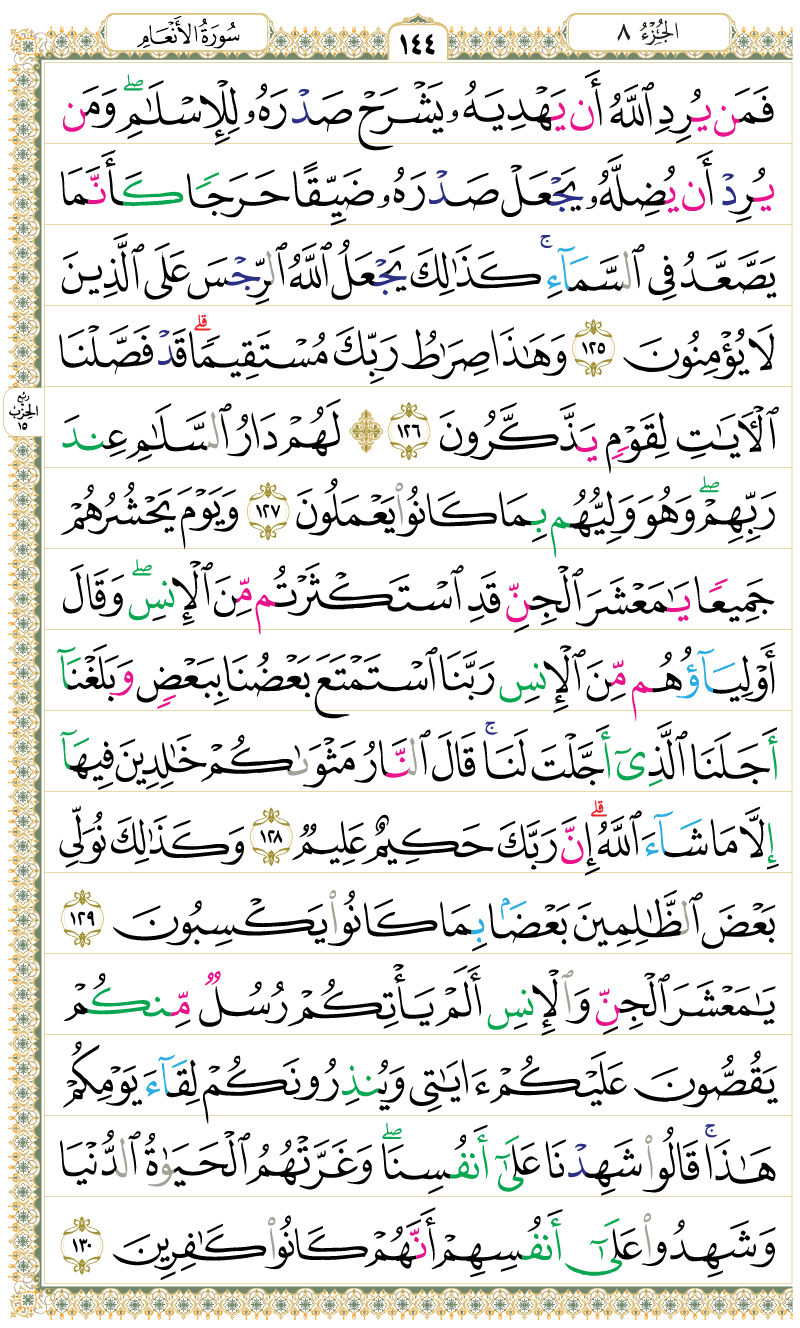 الجُزْءُ ٨
١٤٤
سُورَةُ الأَنْعَامِ
فَمَن يُرِدِ ٱللَّهُ أَن يَهْدِيَهُۥ يَشْرَحْ صَدْرَهُۥ لِلْإِسْلَٰمِۖ وَمَن
يُرِدْ أَن يُضِلَّهُۥ يَجْعَلْ صَدْرَهُۥ ضَيِّقًا حَرَجًا كَأَنَّمَا
يَصَّعَّدُ فِي ٱلسَّمَآءِۚ كَذَٰلِكَ يَجْعَلُ ٱللَّهُ ٱلرِّجْسَ عَلَى ٱلَّذِينَ
لَا يُؤْمِنُونَ ١٢٥ وَهَٰذَا صِرَٰطُ رَبِّكَ مُسْتَقِيمًاۗ قَدْ فَصَّلْنَا
ٱلْأٓيَٰتِ لِقَوْمٍ يَذَّكَّرُونَ ١٢٦ ۞ لَهُمْ دَارُ ٱلسَّلَٰمِ عِندَ
رُبْعُ الحِزْبِ ١٥
رَبِّهِمْۖ وَهُوَ وَلِيُّهُم بِمَا كَانُوا۟ يَعْمَلُونَ ١٢٧ وَيَوْمَ يَحْشُرُهُمْ
جَمِيعًا يَٰمَعْشَرَ ٱلْجِنِّ قَدِ ٱسْتَكْثَرْتُم مِّنَ ٱلْإِنسِۖ وَقَالَ
أَوْلِيَآؤُهُم مِّنَ ٱلْإِنسِ رَبَّنَا ٱسْتَمْتَعَ بَعْضُنَا بِبَعْضٍ وَبَلَغْنَآ
أَجَلَنَا ٱلَّذِىٓ أَجَّلْتَ لَنَاۚ قَالَ ٱلنَّارُ مَثْوَىٰكُمْ خَٰلِدِينَ فِيهَآ
إِلَّا مَا شَآءَ ٱللَّهُۗ إِنَّ رَبَّكَ حَكِيمٌ عَلِيمٌ ١٢٨ وَكَذَٰلِكَ نُوَلِّي
بَعْضَ ٱلظَّٰلِمِينَ بَعْضًۢا بِمَا كَانُوا۟ يَكْسِبُونَ ١٢٩
يَٰمَعْشَرَ ٱلْجِنِّ وَٱلْإِنسِ أَلَمْ يَأْتِكُمْ رُسُلٌ مِّنكُمْ
يَقُصُّونَ عَلَيْكُمْ ءَايَٰتِي وَيُنذِرُونَكُمْ لِقَآءَ يَوْمِكُمْ
هَٰذَاۚ قَالُوا۟ شَهِدْنَا عَلَىٰٓ أَنفُسِنَاۖ وَغَرَّتْهُمُ ٱلْحَيَوٰةُ ٱلدُّنْيَا
وَشَهِدُوا۟ عَلَىٰٓ أَنفُسِهِمْ أَنَّهُمْ كَانُوا۟ كَٰفِرِينَ ١٣٠